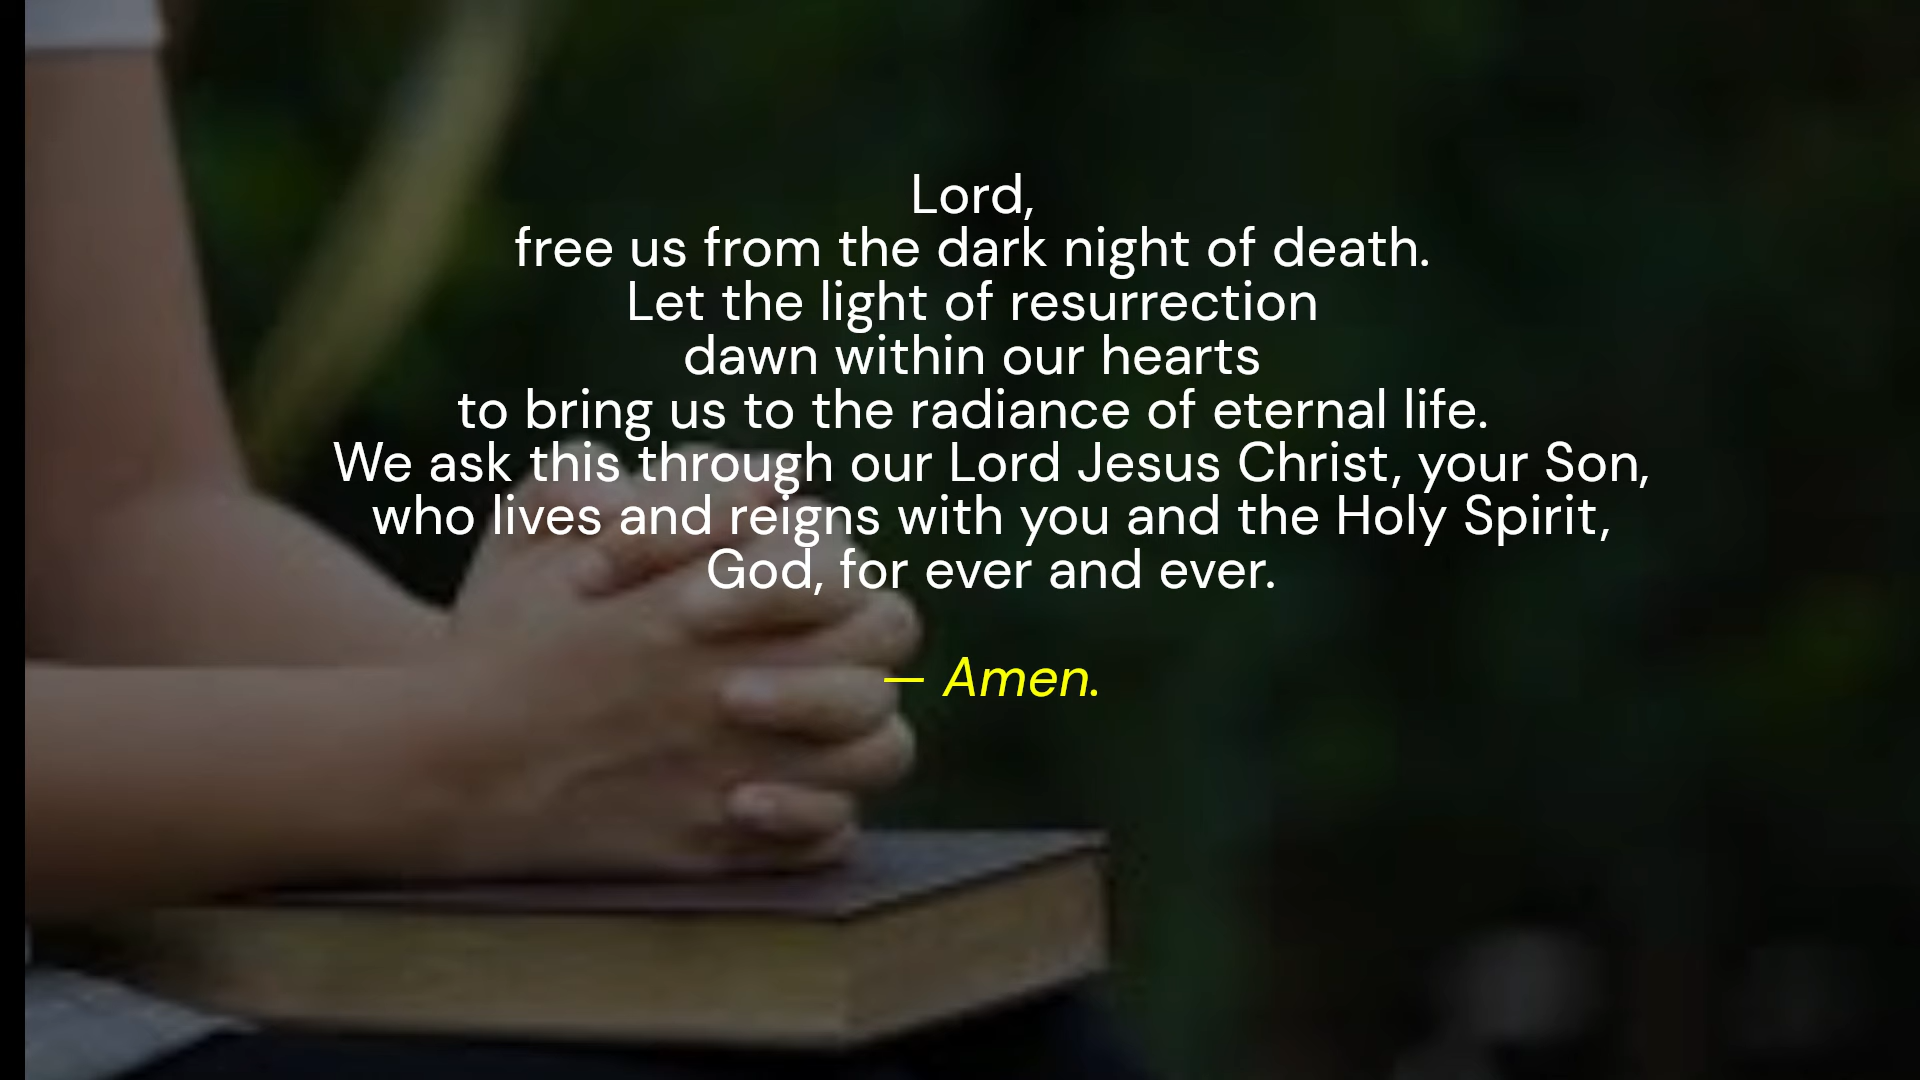 Lord,
free us from the dark night of death.
Let the light of resurrection
dawn within our hearts
to bring us to the radiance of eternal life.
We ask this through our Lord Jesus Christ, your Son,
who lives and reigns with you and the Holy Spirit,
God, for ever and ever.
— Amen.